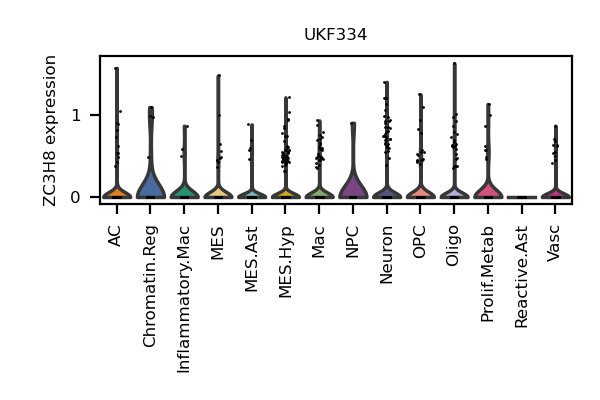 UKF334
ZC3H8 expression
1
0
AC
Chromatin.Reg
Inflammatory.Mac
MES
MES.Ast
MES.Hyp
Mac
NPC
Neuron
OPC
Oligo
Prolif.Metab
Reactive.Ast
Vasc